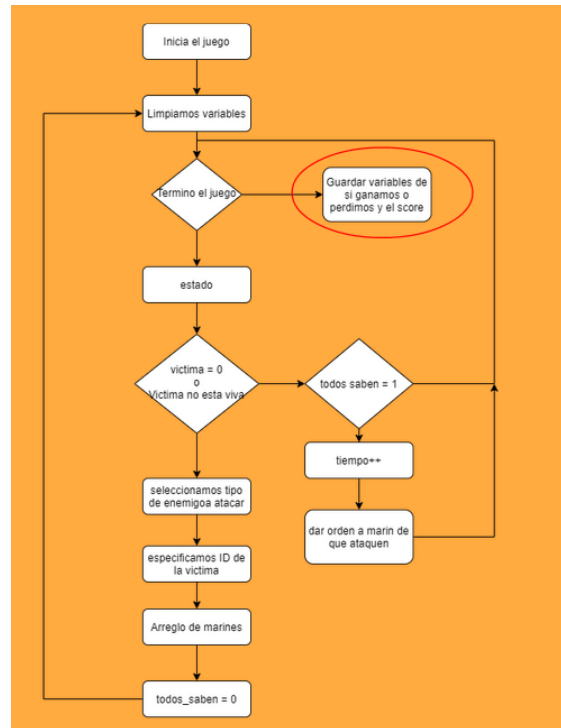 Inicia el juego
Limpiamos variables
Termino el juego
Guardar variables de
si ganamos o
perdimos y el score
estado
victima = 0
o
Victima no esta viva
todos saben = 1
tiempo++
seleccionamos tipo
de enemigoa atacar
dar orden a marin de
que ataquen
especificamos ID de
la victima
Arreglo de marines
todos_saben = 0